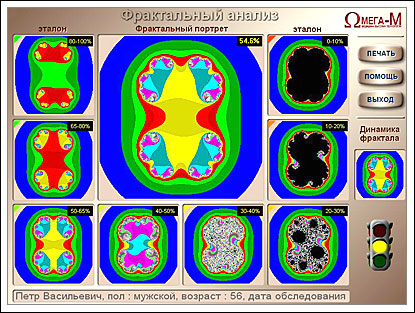 Фрактальный анализ
ΩМЕГА-М
эталон
Фрактальный портрет
эталон
80-100%
54.6%
0-10%
ПЕЧАТЬ
ПОМОЩЬ
ВЫХОД
65-80%
10-20%
Динамика
фрактала
50-65%
40-50%
30-40%
20-30%
Петр Васильевич, пол : мужской, возраст : 56, дата обследования